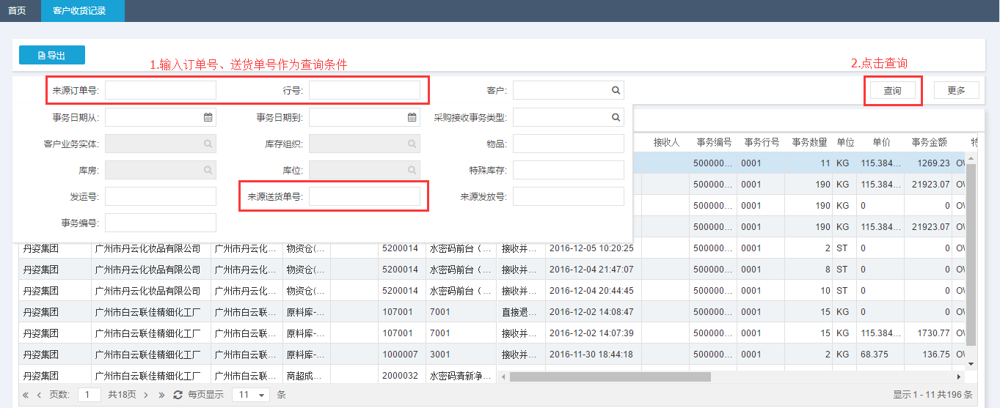 首页 客户收货记录
导出
1.输入订单号、送货单号作为查询条件 2.点击查询
来源订单号: 行号: 客户: 查询 更多
事务日期从: 事务日期到: 采购接收事务类型:
客户业务实体: 库存组织: 物品:
接收人 事务编号 事务行号 事务数量 单位 单价 事务金额 特
500000... 0001 11 KG 115.384... 1269.23 OW
库房: 库位: 特殊库存:
500000... 0001 190 KG 115.384... 21923.07 OW
发运号: 来源送货单号: 来源发放号:
500000... 0001 190 KG 0 0 OW
事务编号:
500000... 0001 190 KG 115.384... 21923.07 OW
丹姿集团 广州市丹云化妆品有限公司 广州市丹云化... 物资仓(... 5200014 水密码前台（... 接收并... 2016-12-05 10:20:25 500000... 0001 2 ST 0 0 OW
丹姿集团 广州市丹云化妆品有限公司 广州市丹云化... 物资仓(... 5200014 水密码前台（... 接收并... 2016-12-04 21:47:07 500000... 0001 8 ST 0 0 OW
丹姿集团 广州市丹云化妆品有限公司 广州市丹云化... 物资仓(... 5200014 水密码前台（... 接收并... 2016-12-04 20:44:45 500000... 0001 10 ST 0 0 OW
丹姿集团 广州市白云联佳精细化工厂 广州市白云联... 原料库-... 107001 7001 直接退... 2016-12-02 14:08:47 500000... 0001 15 KG 0 0 OW
丹姿集团 广州市白云联佳精细化工厂 广州市白云联... 原料库-... 107001 7001 接收并... 2016-12-02 14:07:39 500000... 0001 15 KG 115.384... 1730.77 OW
丹姿集团 广州市白云联佳精细化工厂 广州市白云联... 原料库-... 1000007 3001 接收并... 2016-11-30 18:44:18 500000... 0001 2 KG 68.375 136.75 OW
丹姿集团 广州市白云联佳精细化工厂 广州市白云联... 商超成... 2000032 水密码清新净...
页数: 1 共18页 每页显示 11 条 显示 1 - 11 共196 条